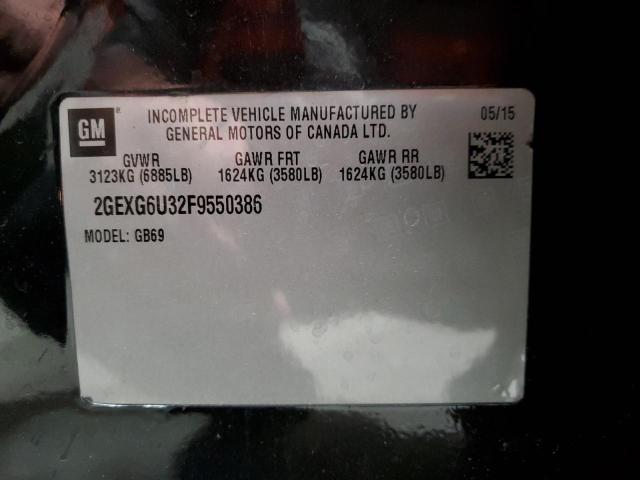 GM
INCOMPLETE VEHICLE MANUFACTURED BY 05/15
GENERAL MOTORS OF CANADA LTD.
GVWR GAWR FRT GAWR RR
3123KG (6885LB) 1624KG (3580LB) 1624KG (3580LB)
2GEXG6U32F9550386
MODEL: GB69